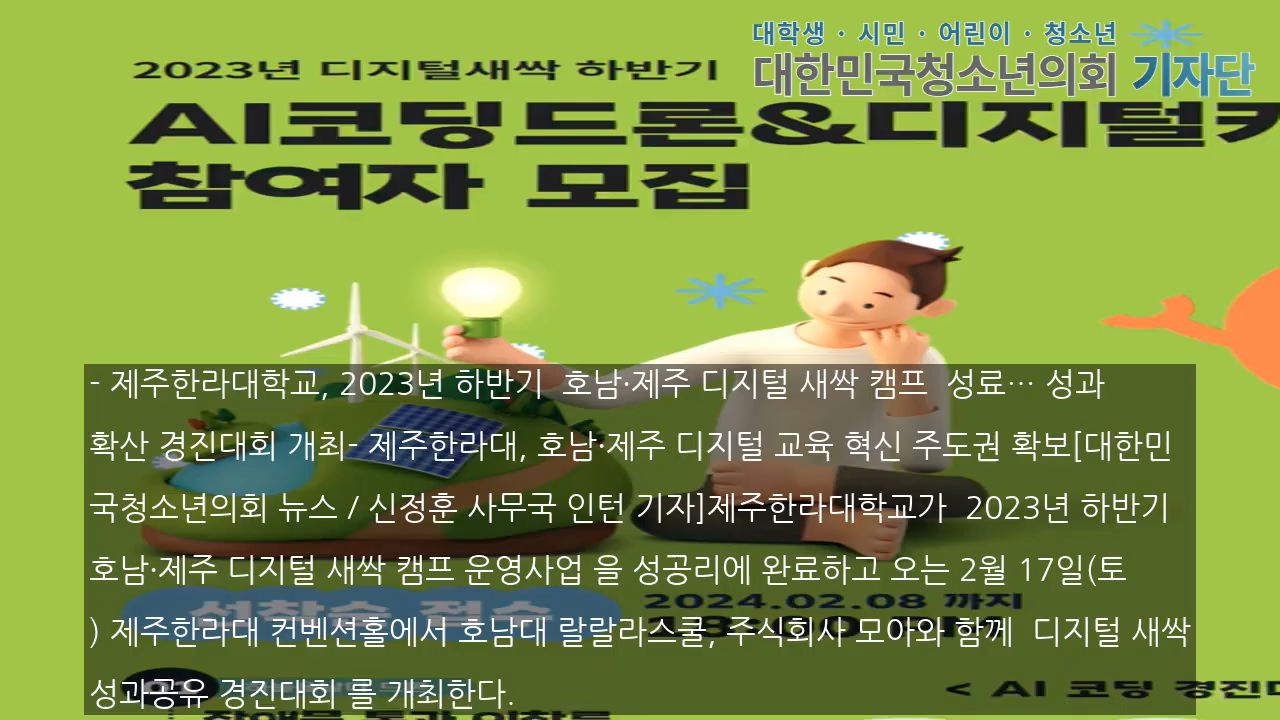 대학생 · 시민 · 어린이 · 청소년
대한민국청소년의회 기자단
2023년 디지털새싹 하반기
AI코딩드론&디지털
참여자 모집
- 제주한라대학교, 2023년 하반기 호남·제주 디지털 새싹 캠프 성료… 성과
확산 경진대회 개최- 제주한라대, 호남·제주 디지털 교육 혁신 주도권 확보[대한민
국청소년의회 뉴스 / 신정훈 사무국 인턴 기자]제주한라대학교가 2023년 하반기
호남·제주 디지털 새싹 캠프 운영사업 을 성공리에 완료하고 오는 2월 17일(토
) 제주한라대 컨벤션홀에서 호남대 랄랄라스쿨, 주식회사 모아와 함께 디지털 새싹
성과공유 경진대회 를 개최한다.
선착순 접수
2024.02.08 까지
01
< AI 코딩 경진